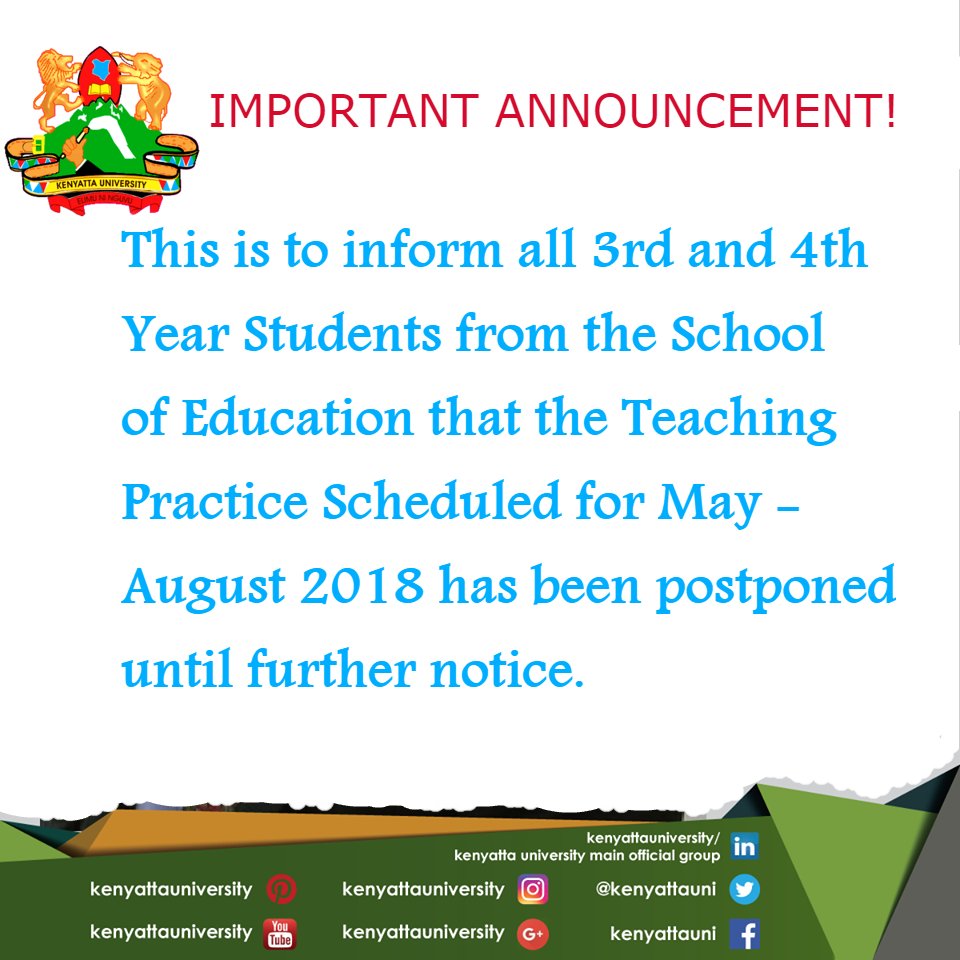 IMPORTANT ANNOUNCEMENT!
KENYATTA UNIVERSITY
ELIMU NI NGUVU
This is to inform all 3rd and 4th
Year Students from the School
of Education that the Teaching
Practice Scheduled for May -
August 2018 has been postponed
until further notice.
kenyattauniversity/
kenyatta university main official group
in
kenyattauniversity
kenyattauniversity
@kenyattauni
kenyattauniversity
You
Tube
kenyattauniversity
G+
kenyattauni
f